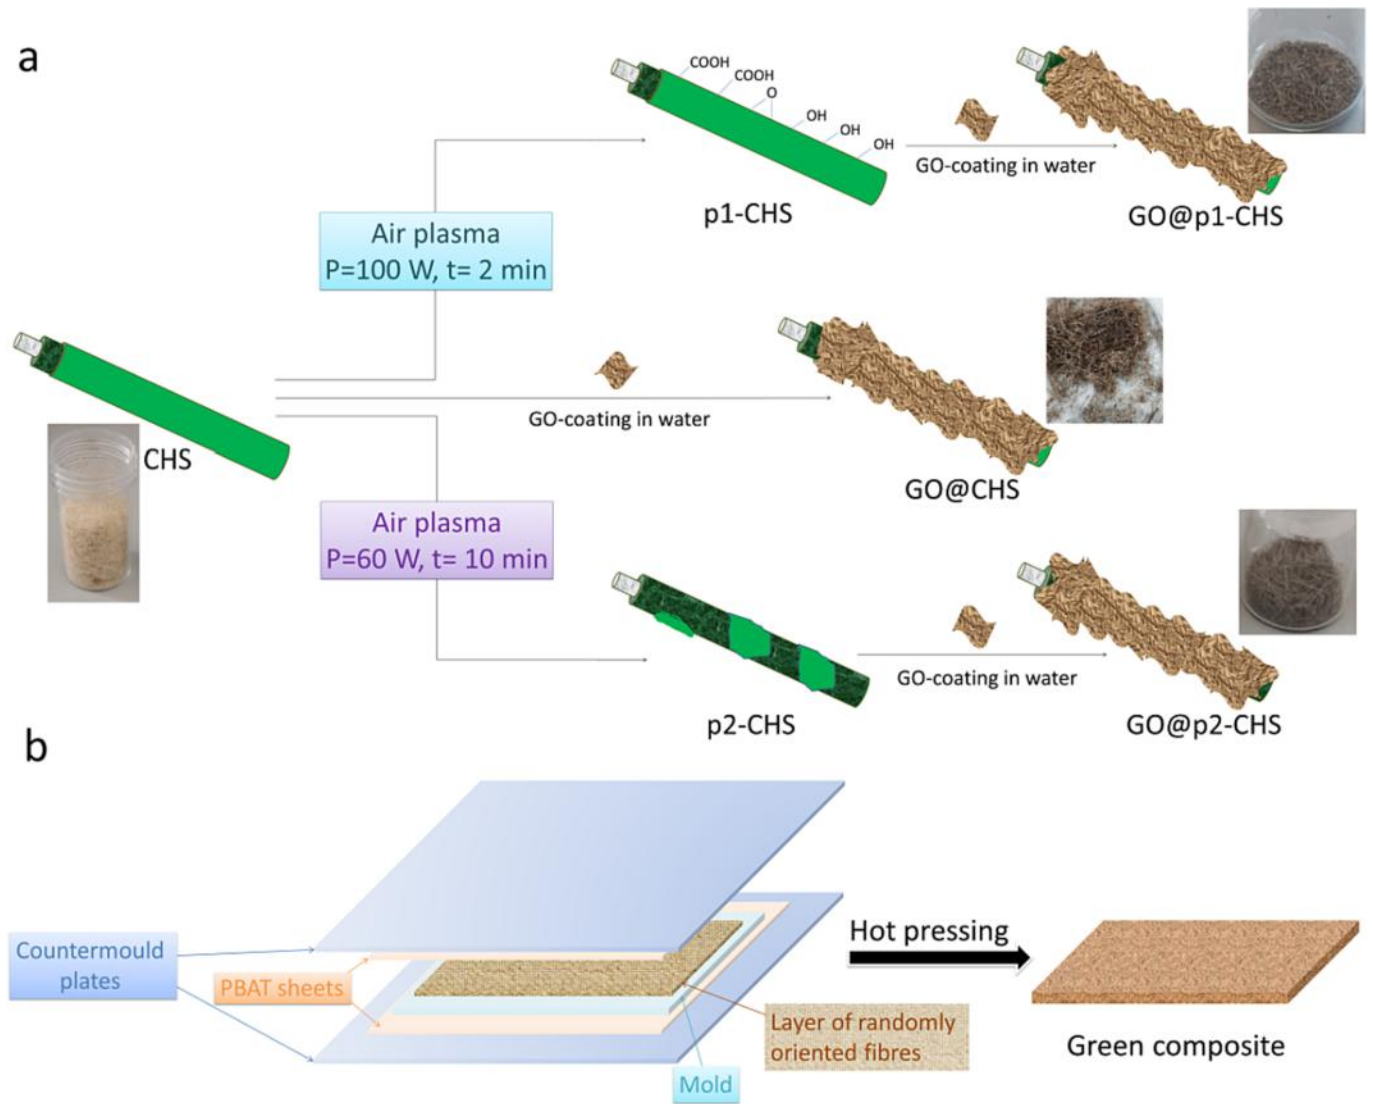 a
COOH
COOH
O
OH
OH
OH
p1-CHS
GO-coating in water
GO@p1-CHS
Air plasma
P=100 W, t= 2 min
CHS
GO-coating in water
GO@CHS
Air plasma
P=60 W, t= 10 min
p2-CHS
GO-coating in water
GO@p2-CHS
b
Countermould
plates
PBAT sheets
Layer of randomly
oriented fibres
Mold
Hot pressing
Green composite